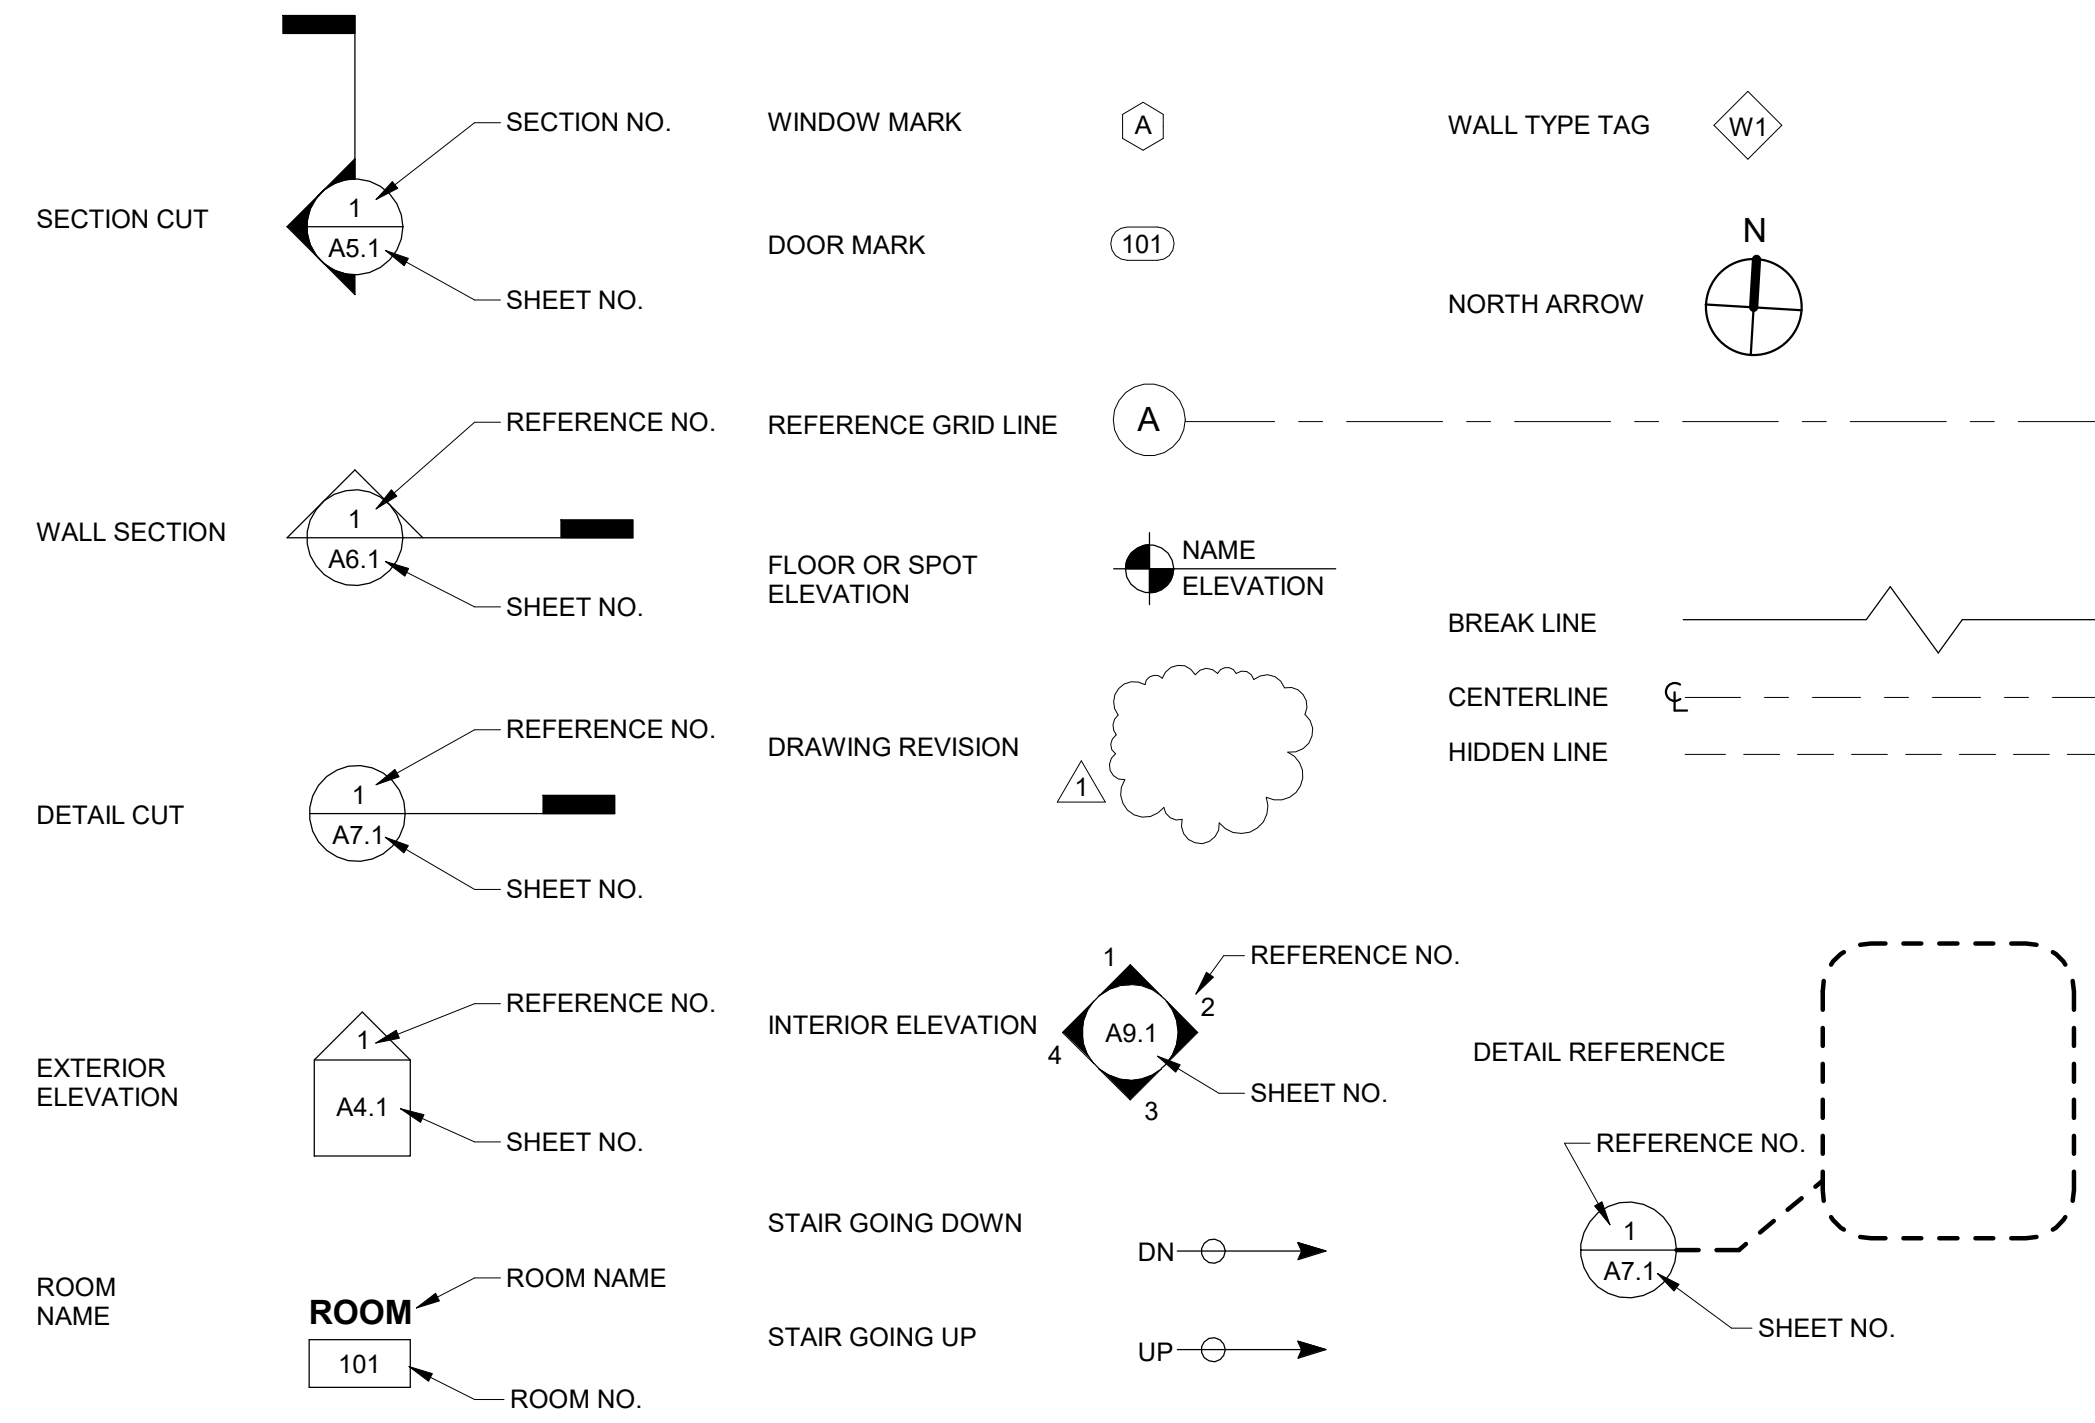 SECTION CUT
1
A5.1
SECTION NO.
SHEET NO.
WALL SECTION
1
A6.1
REFERENCE NO.
SHEET NO.
DETAIL CUT
1
A7.1
REFERENCE NO.
SHEET NO.
EXTERIOR
ELEVATION
1
A4.1
REFERENCE NO.
SHEET NO.
ROOM
NAME
ROOM
101
ROOM NAME
ROOM NO.
WINDOW MARK
A
DOOR MARK
101
REFERENCE GRID LINE
A
FLOOR OR SPOT
ELEVATION
NAME
ELEVATION
DRAWING REVISION
1
INTERIOR ELEVATION
1
2
3
4
A9.1
REFERENCE NO.
SHEET NO.
STAIR GOING DOWN
DN
STAIR GOING UP
UP
WALL TYPE TAG
W1
NORTH ARROW
N
BREAK LINE
CENTERLINE
℄
HIDDEN LINE
DETAIL REFERENCE
REFERENCE NO.
1
A7.1
SHEET NO.